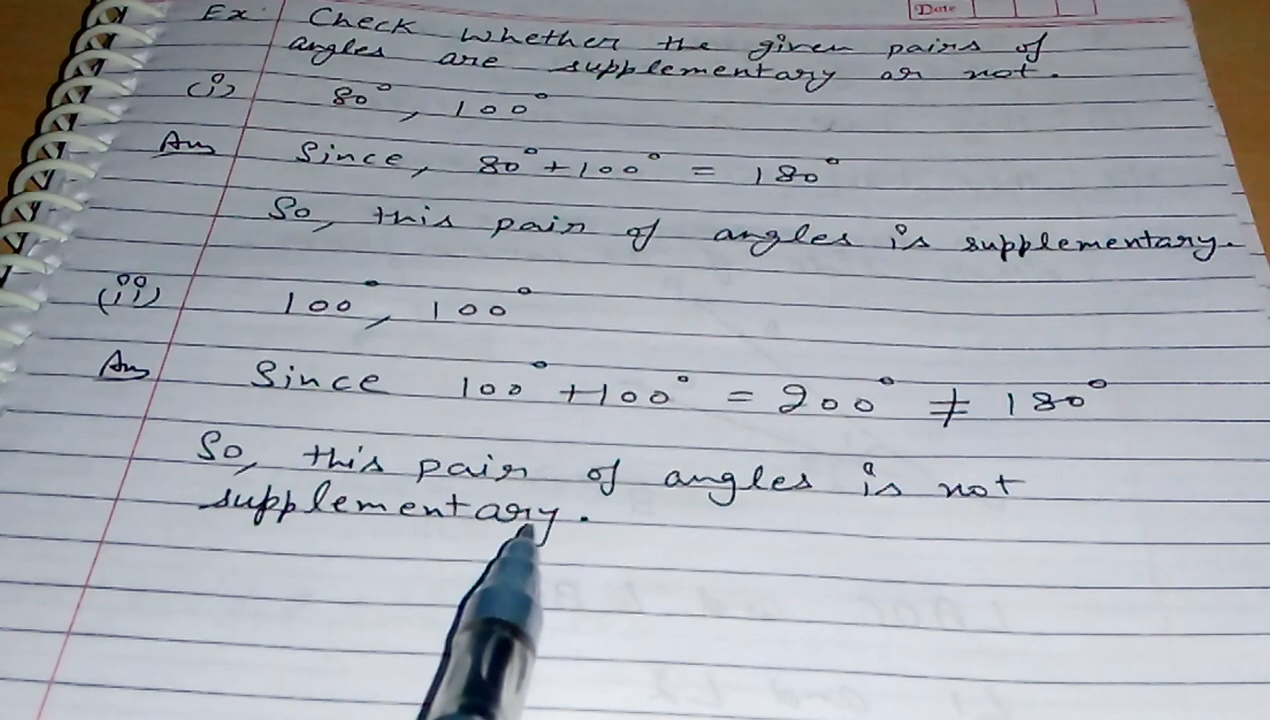 Date
Ex: Check whether the given pairs of
angles are supplementary or not.
(i) 80°, 100°
Ans Since, 80° + 100° = 180°
So, this pair of angles is supplementary.
(ii) 100°, 100°
Ans Since 100° + 100° = 200° ≠ 180°
So, this pair of angles is not
supplementary.